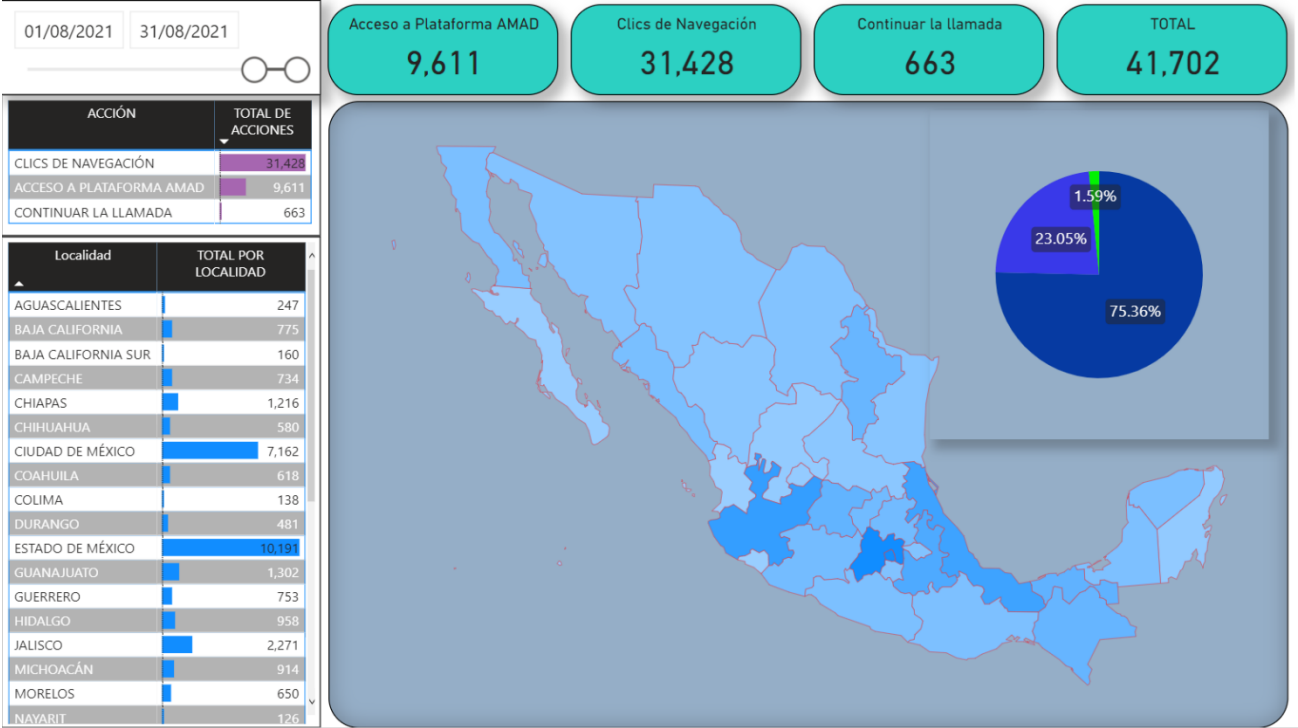 01/08/2021 31/08/2021
Acceso a Plataforma AMAD
9,611
Clics de Navegación
31,428
Continuar la llamada
663
TOTAL
41,702
ACCIÓN TOTAL DE
ACCIONES
CLICS DE NAVEGACIÓN 31,428
ACCESO A PLATAFORMA AMAD 9,611
CONTINUAR LA LLAMADA 663
Localidad TOTAL POR
LOCALIDAD
AGUASCALIENTES 247
BAJA CALIFORNIA 775
BAJA CALIFORNIA SUR 160
CAMPECHE 734
CHIAPAS 1,216
CHIHUAHUA 580
CIUDAD DE MÉXICO 7,162
COAHUILA 618
COLIMA 138
DURANGO 481
ESTADO DE MÉXICO 10,191
GUANAJUATO 1,302
GUERRERO 753
HIDALGO 958
JALISCO 2,271
MICHOACÁN 914
MORELOS 650
NAYARIT 126
1.59%
23.05%
75.36%